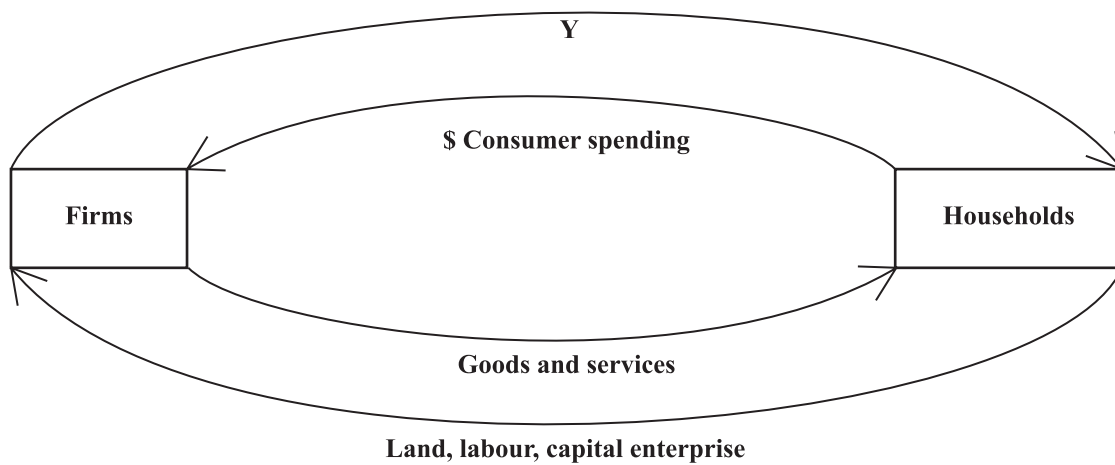 Y
$ Consumer spending
Firms
Households
Goods and services
Land, labour, capital enterprise